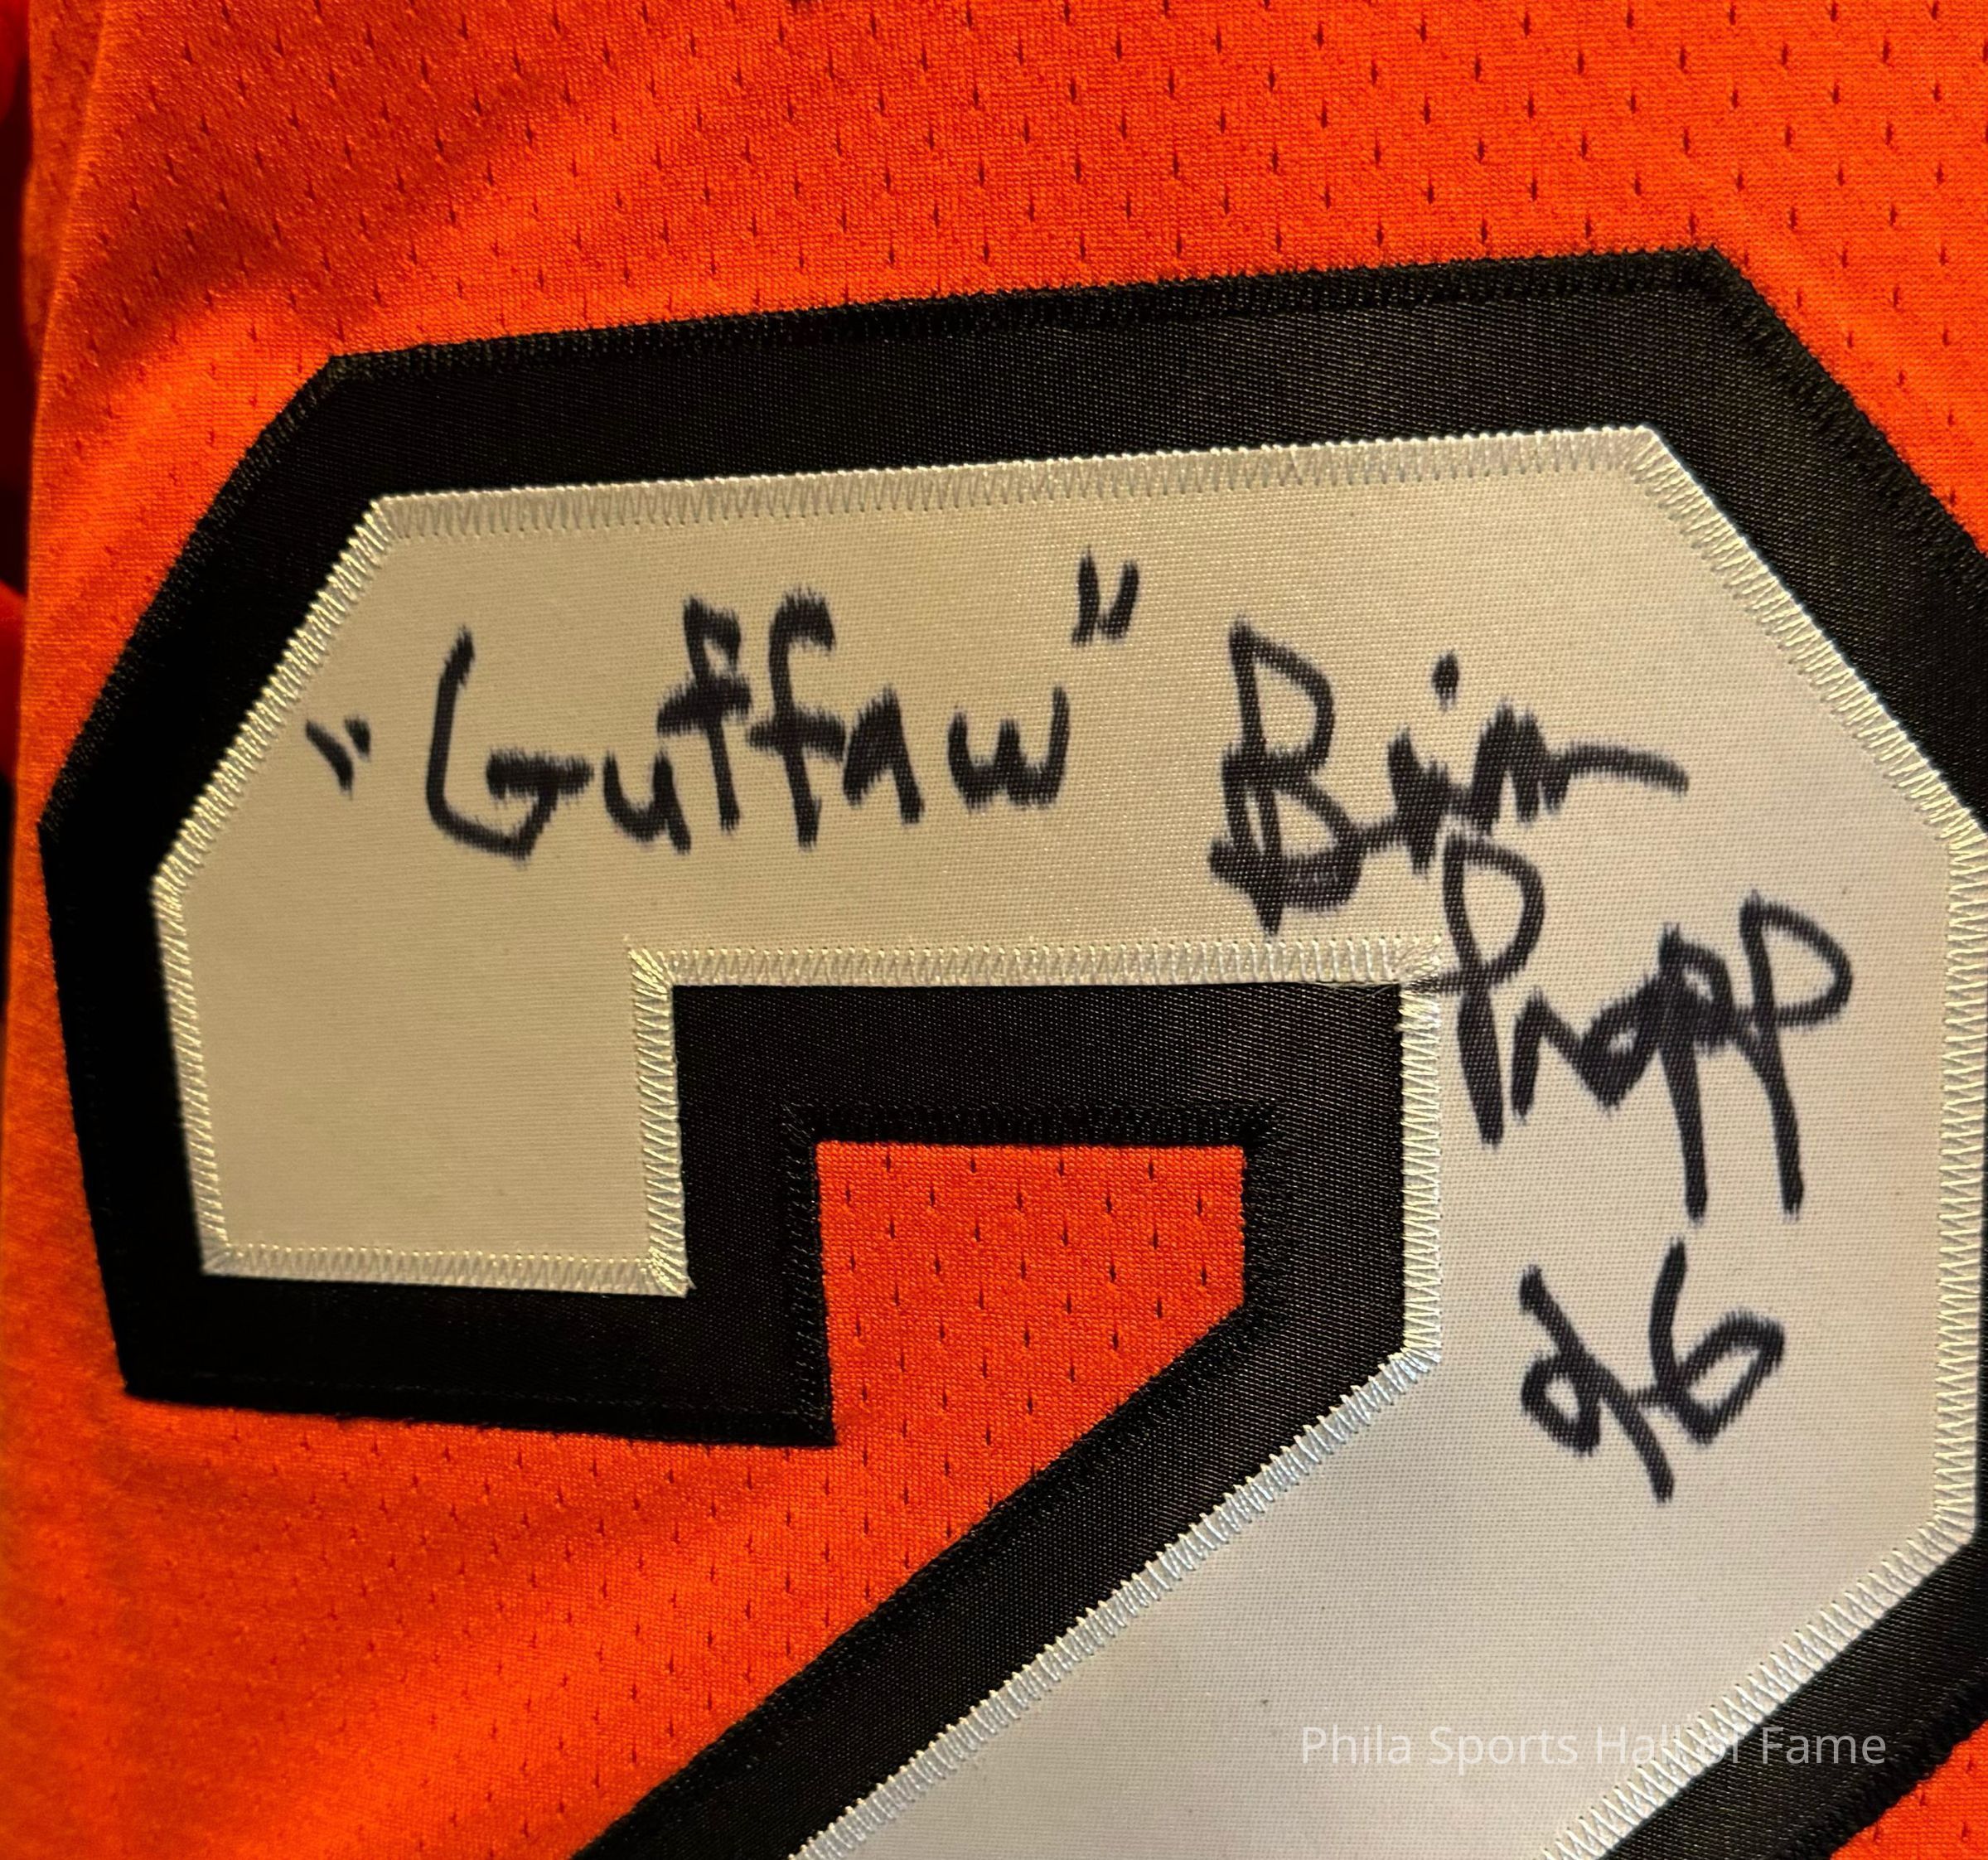 "Guffaw" Brian
Propp
26
Phila Sports Hall of Fame